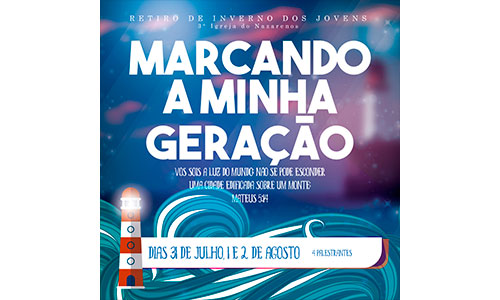 RETIRO DE INVERNO DOS JOVENS
3ª Igreja do Nazarenos
MARCANDO
A MINHA
GERAÇÃO
VÓS SOIS A LUZ DO MUNDO; NÃO SE PODE ESCONDER
UMA CIDADE EDIFICADA SOBRE UM MONTE;
MATEUS 5:14
DIAS 31 DE JULHO, 1 E 2, DE AGOSTO
4 PALESTRANTES